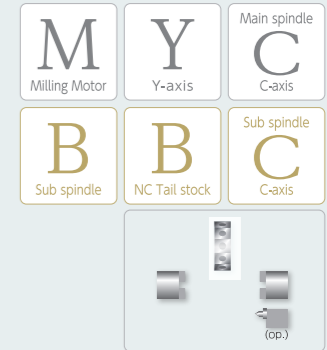 M
Milling Motor
Y
Y-axis
Main spindle
C
C-axis
B
Sub spindle
B
NC Tail stock
Sub spindle
C
C-axis
(op.)